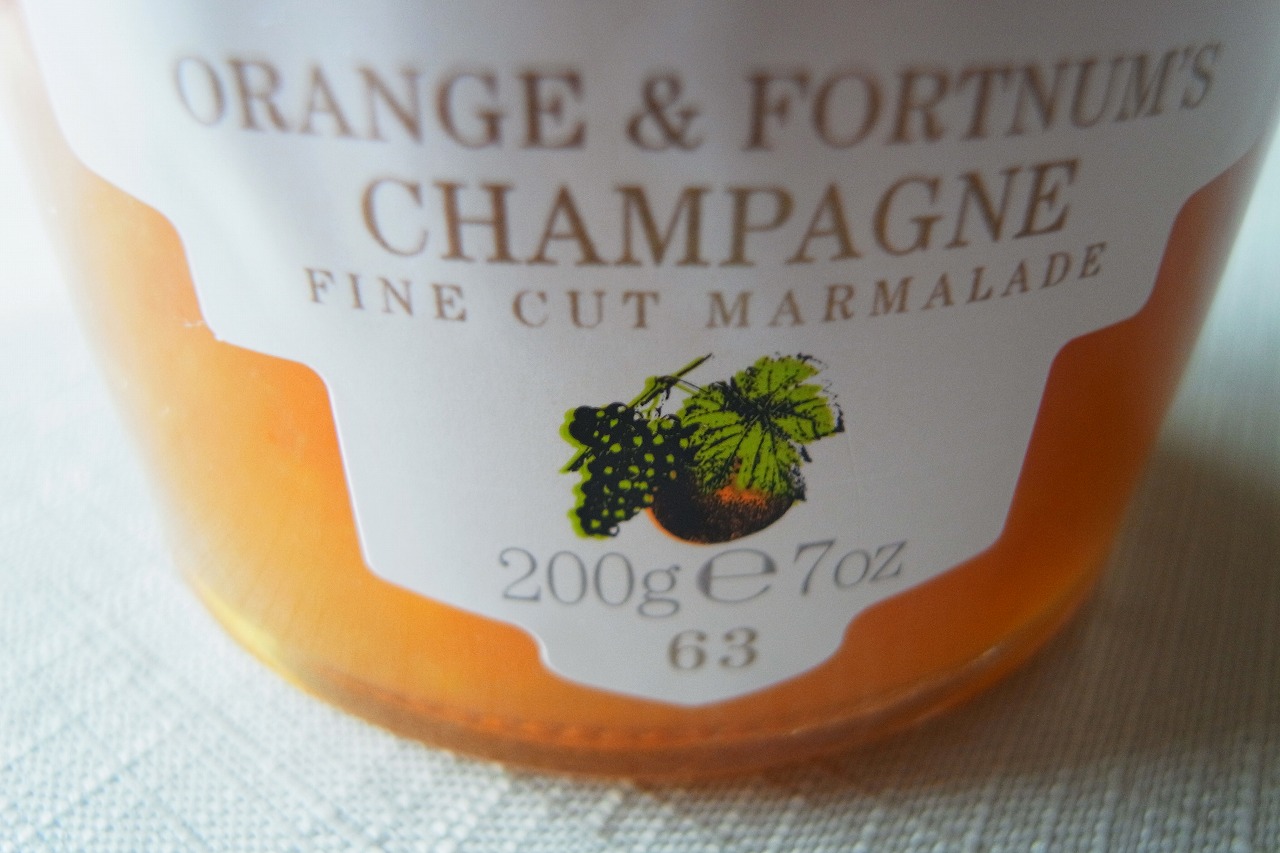 ORANGE & FORTNUM'S
CHAMPAGNE
FINE CUT MARMALADE
200g ℮ 7oz
63